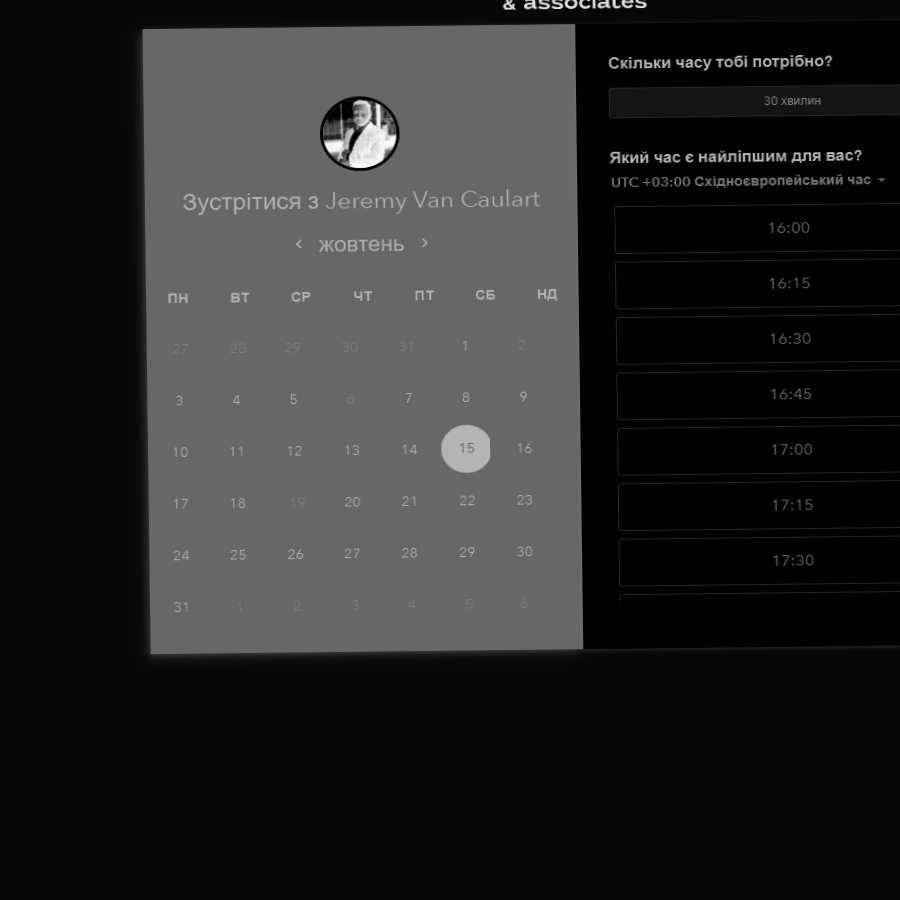 & associates
Зустрітися з Jeremy Van Caulart
жовтень
ПН ВТ СР ЧТ ПТ СБ НД
27 28 29 30 31 1 2
3 4 5 6 7 8 9
10 11 12 13 14 15 16
17 18 19 20 21 22 23
24 25 26 27 28 29 30
31 1 2 3 4 5 6
Скільки часу тобі потрібно?
30 хвилин
Який час є найліпшим для вас?
UTC +03:00 Східноєвропейський час
16:00
16:15
16:30
16:45
17:00
17:15
17:30